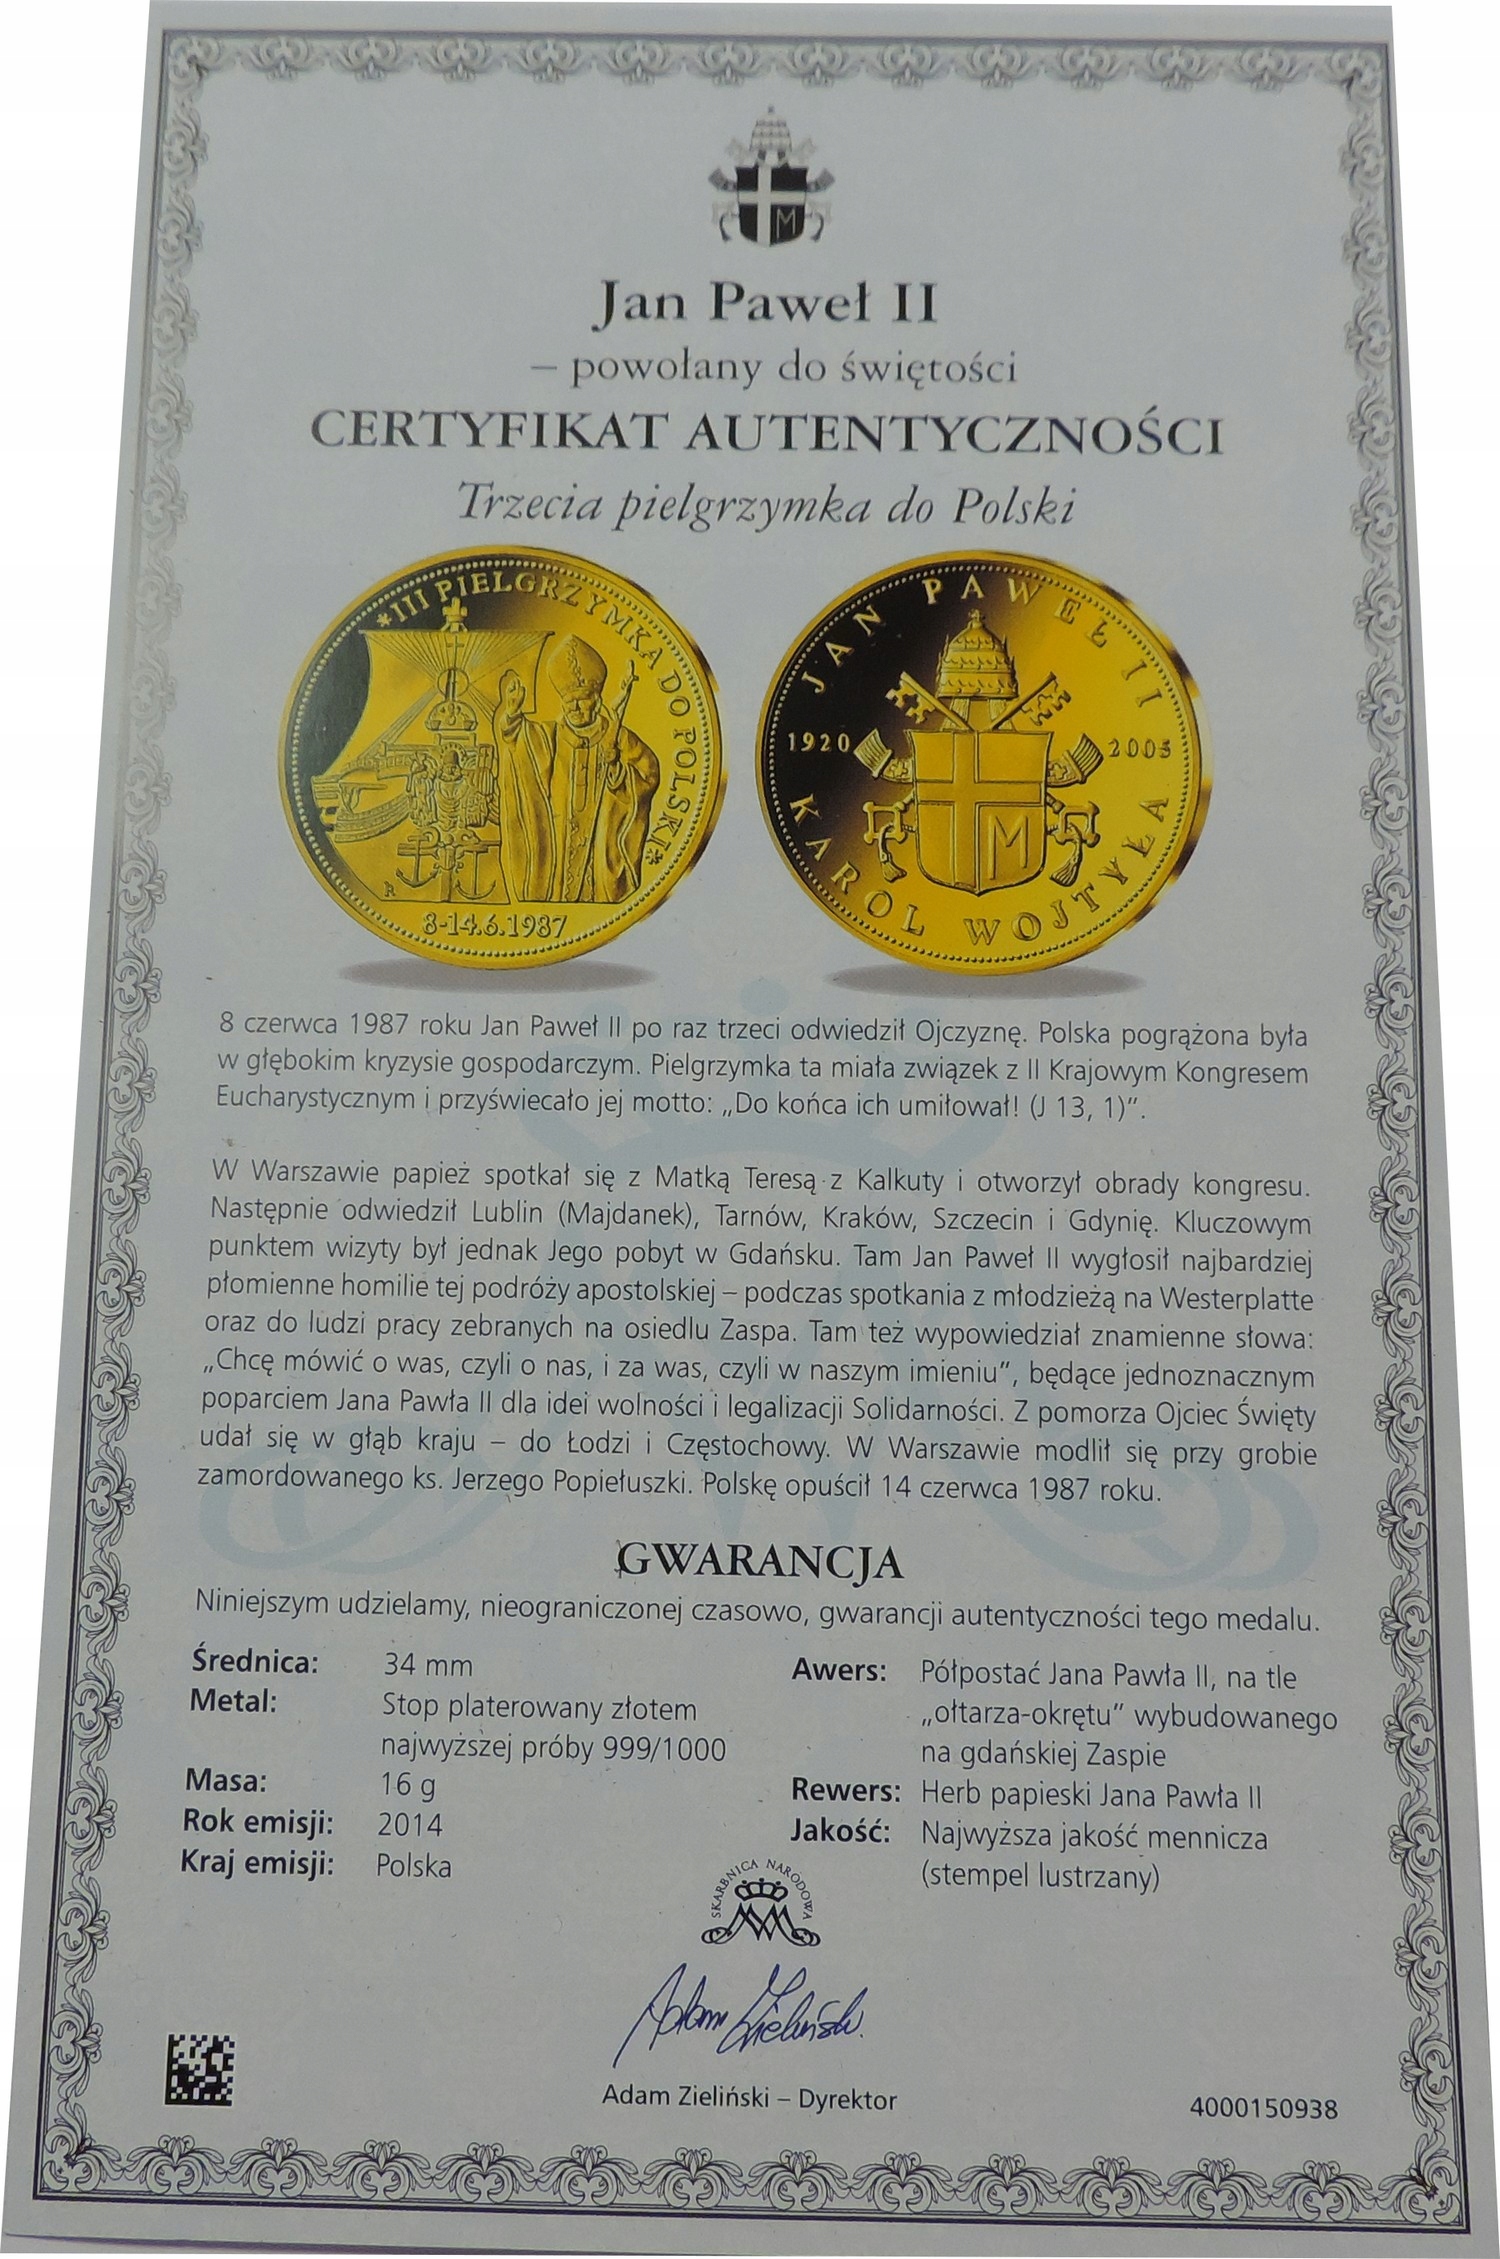 Jan Paweł II
– powołany do świętości
CERTYFIKAT AUTENTYCZNOŚCI
Trzecia pielgrzymka do Polski
*III PIELGRZYMKA DO POLSKI*
8-14.6.1987
JAN PAWEŁ II
1920 2005
M
KAROL WOJTYŁA
8 czerwca 1987 roku Jan Paweł II po raz trzeci odwiedził Ojczyznę. Polska pogrążona była
w głębokim kryzysie gospodarczym. Pielgrzymka ta miała związek z II Krajowym Kongresem
Eucharystycznym i przyświecało jej motto: „Do końca ich umiłował! (J 13, 1)”.
W Warszawie papież spotkał się z Matką Teresą z Kalkuty i otworzył obrady kongresu.
Następnie odwiedził Lublin (Majdanek), Tarnów, Kraków, Szczecin i Gdynię. Kluczowym
punktem wizyty był jednak Jego pobyt w Gdańsku. Tam Jan Paweł II wygłosił najbardziej
płomienne homilie tej podróży apostolskiej – podczas spotkania z młodzieżą na Westerplatte
oraz do ludzi pracy zebranych na osiedlu Zaspa. Tam też wypowiedział znamienne słowa:
„Chcę mówić o was, czyli o nas, i za was, czyli w naszym imieniu”, będące jednoznacznym
poparciem Jana Pawła II dla idei wolności i legalizacji Solidarności. Z pomorza Ojciec Święty
udał się w głąb kraju – do Łodzi i Częstochowy. W Warszawie modlił się przy grobie
zamordowanego ks. Jerzego Popiełuszki. Polskę opuścił 14 czerwca 1987 roku.
GWARANCJA
Niniejszym udzielamy, nieograniczonej czasowo, gwarancji autentyczności tego medalu.
Średnica: 34 mm
Metal: Stop platerowany złotem
najwyższej próby 999/1000
Masa: 16 g
Rok emisji: 2014
Kraj emisji: Polska
Awers: Półpostać Jana Pawła II, na tle
„ołtarza-okrętu” wybudowanego
na gdańskiej Zaspie
Rewers: Herb papieski Jana Pawła II
Jakość: Najwyższa jakość mennicza
(stempel lustrzany)
SKARBNICA NARODOWA
Adam Zieliński
Adam Zieliński – Dyrektor
4000150938